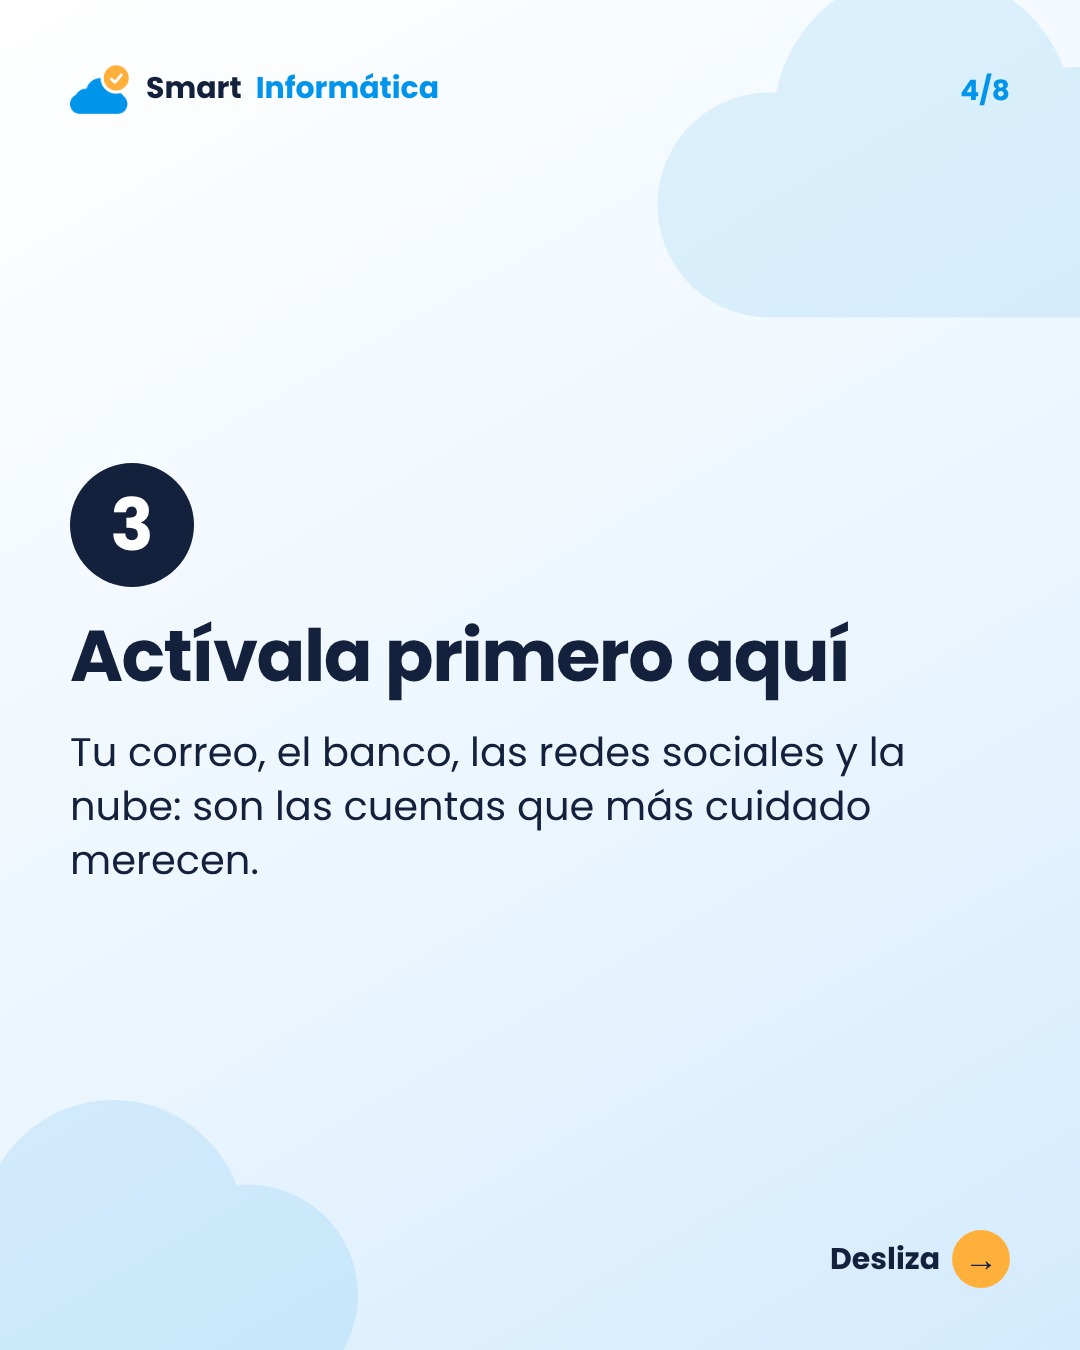 Smart Informática
4/8
3
Actívala primero aquí
Tu correo, el banco, las redes sociales y la
nube: son las cuentas que más cuidado
merecen.
Desliza →